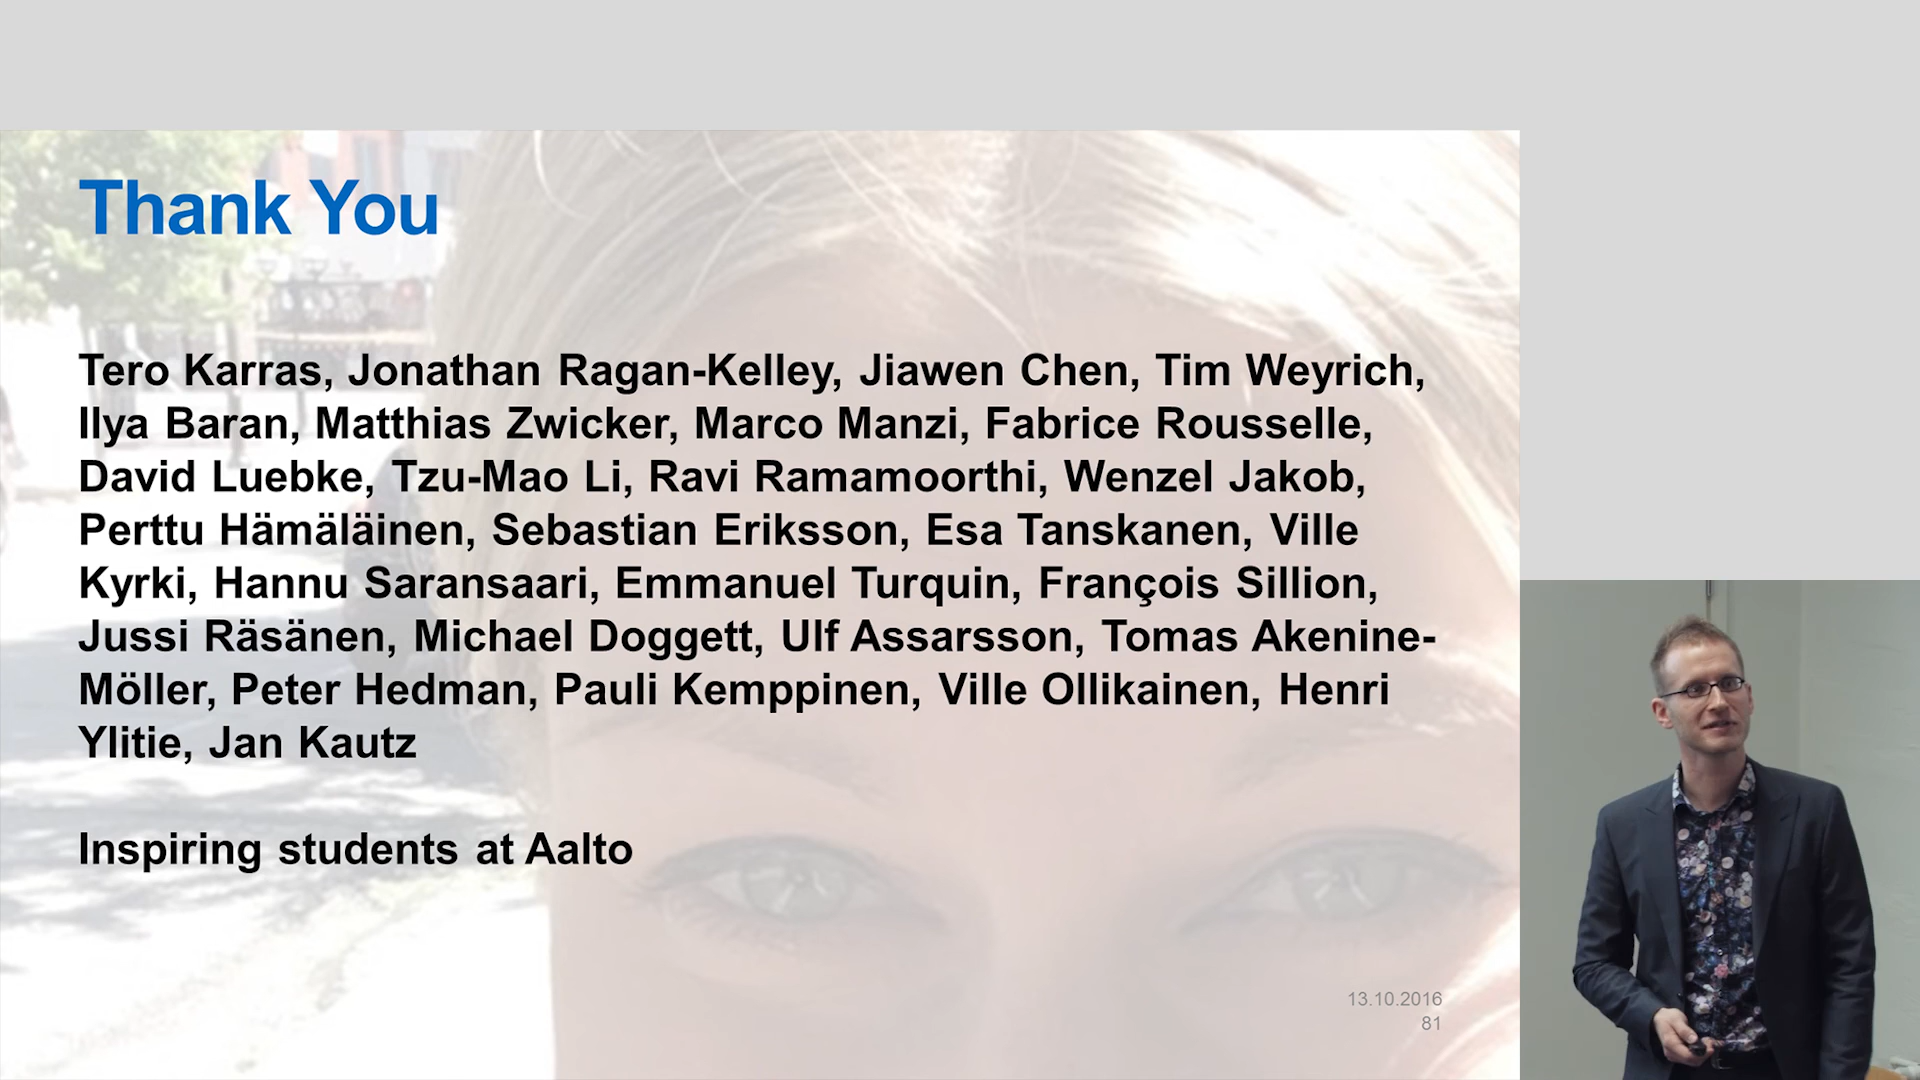 Thank You
Tero Karras, Jonathan Ragan-Kelley, Jiawen Chen, Tim Weyrich,
Ilya Baran, Matthias Zwicker, Marco Manzi, Fabrice Rousselle,
David Luebke, Tzu-Mao Li, Ravi Ramamoorthi, Wenzel Jakob,
Perttu Hämäläinen, Sebastian Eriksson, Esa Tanskanen, Ville
Kyrki, Hannu Saransaari, Emmanuel Turquin, François Sillion,
Jussi Räsänen, Michael Doggett, Ulf Assarsson, Tomas Akenine-
Möller, Peter Hedman, Pauli Kemppinen, Ville Ollikainen, Henri
Ylitie, Jan Kautz
Inspiring students at Aalto
13.10.2016
81